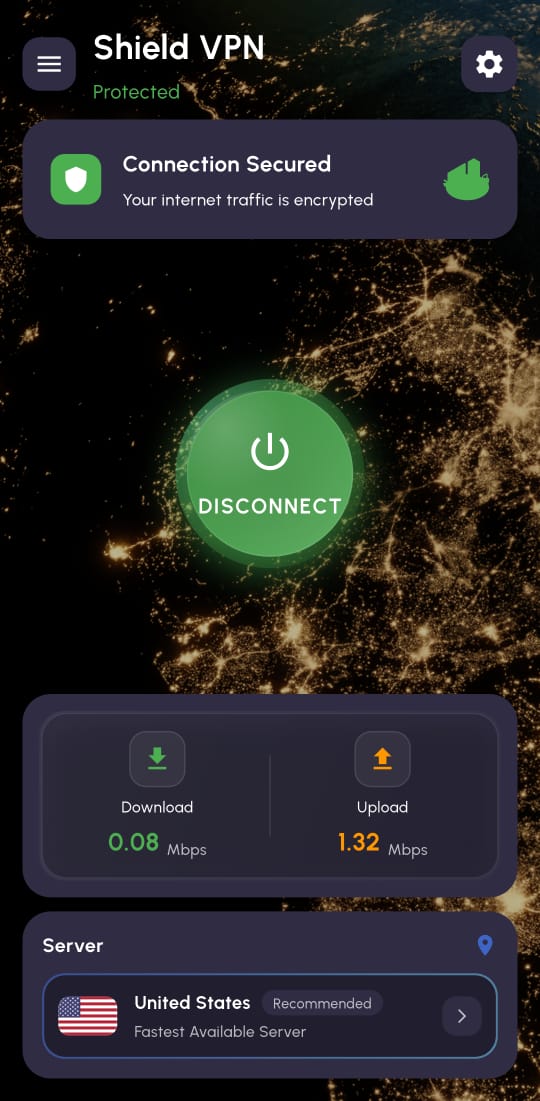 Shield VPN
Protected
Connection Secured
Your internet traffic is encrypted
DISCONNECT
Download
Upload
0.08 Mbps
1.32 Mbps
Server
United States
Recommended
Fastest Available Server